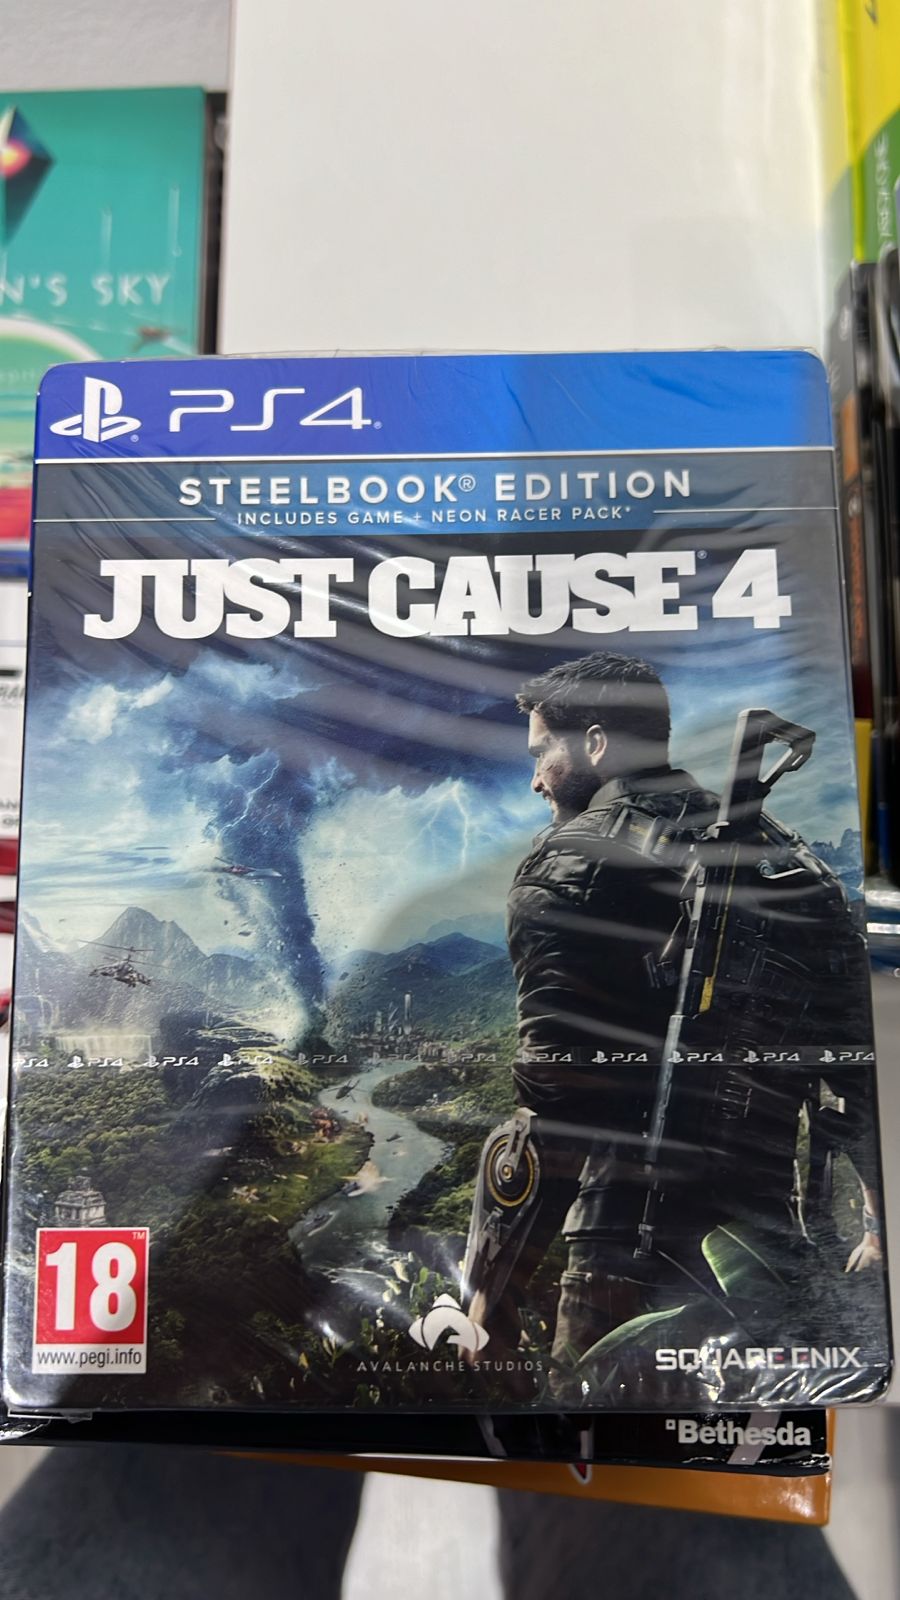 N'S SKY
PS4
STEELBOOK® EDITION
INCLUDES GAME + NEON RACER PACK*
JUST CAUSE® 4
PS4 PS4 PS4 PS4 PS4 PS4 PS4 PS4 PS4 PS4 PS4 PS4
18™
www.pegi.info
AVALANCHE STUDIOS
SQUARE ENIX.
Bethesda